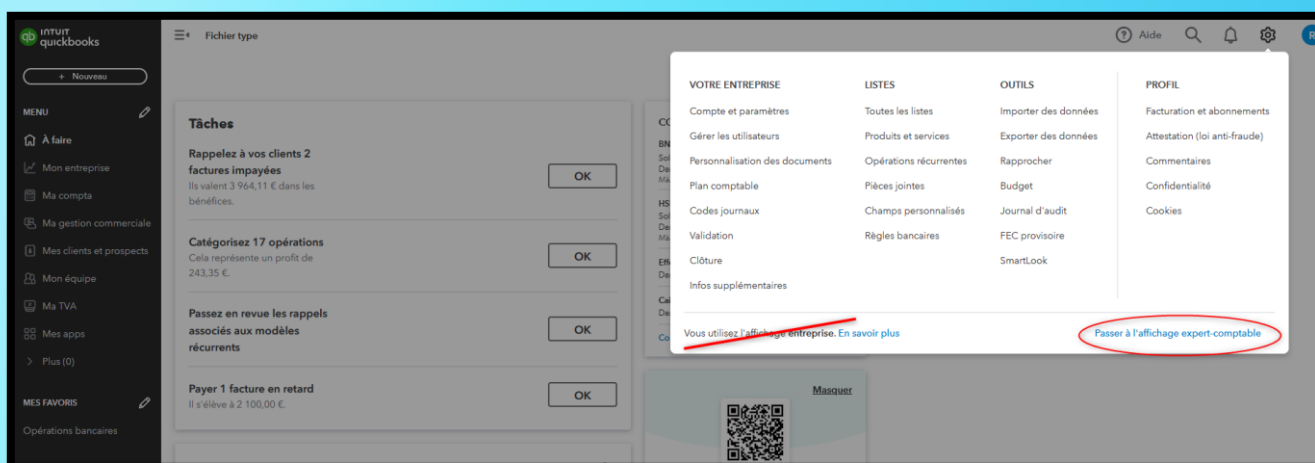 INTUIT
quickbooks
Fichier type
Aide
+ Nouveau
MENU
À faire
Mon entreprise
Ma compta
Ma gestion commerciale
Mes clients et prospects
Mon équipe
Ma TVA
Mes apps
Plus (0)
MES FAVORIS
Opérations bancaires
Tâches
Rappelez à vos clients 2
factures impayées
Ils valent 3 964,11 € dans les
bénéfices.
OK
Catégorisez 17 opérations
Cela représente un profit de
243,35 €.
OK
Passez en revue les rappels
associés aux modèles
récurrents
OK
Payer 1 facture en retard
Il s'élève à 2 100,00 €.
OK
VOTRE ENTREPRISE
Compte et paramètres
Gérer les utilisateurs
Personnalisation des documents
Plan comptable
Codes journaux
Validation
Clôture
Infos supplémentaires
LISTES
Toutes les listes
Produits et services
Opérations récurrentes
Pièces jointes
Champs personnalisés
Règles bancaires
OUTILS
Importer des données
Exporter des données
Rapprocher
Budget
Journal d'audit
FEC provisoire
SmartLook
PROFIL
Facturation et abonnements
Attestation (loi anti-fraude)
Commentaires
Confidentialité
Cookies
Vous utilisez l'affichage entreprise. En savoir plus
Passer à l'affichage expert-comptable
Masquer